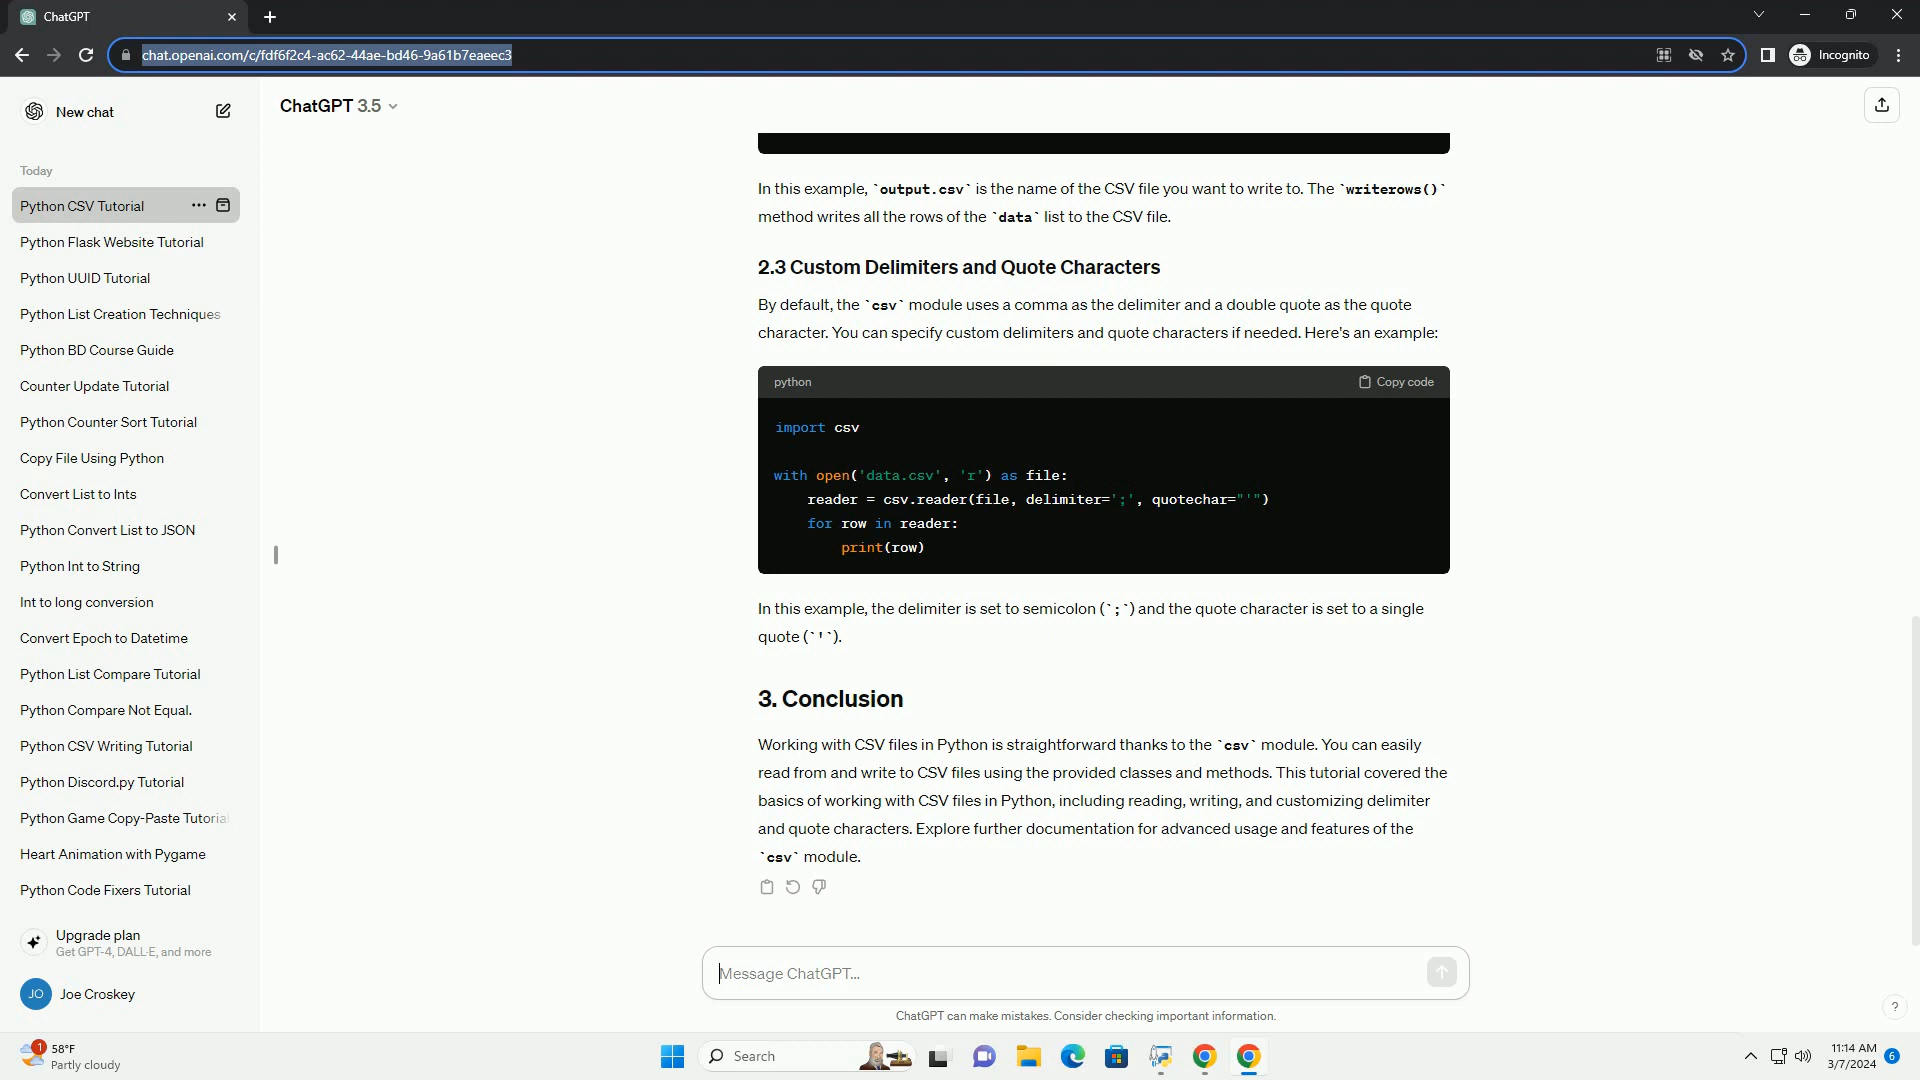 ChatGPT
chat.openai.com/c/fdf6f2c4-ac62-44ae-bd46-9a61b7eaeec3
Incognito
New chat
Today
Python CSV Tutorial
Python Flask Website Tutorial
Python UUID Tutorial
Python List Creation Techniques
Python BD Course Guide
Counter Update Tutorial
Python Counter Sort Tutorial
Copy File Using Python
Convert List to Ints
Python Convert List to JSON
Python Int to String
Int to long conversion
Convert Epoch to Datetime
Python List Compare Tutorial
Python Compare Not Equal.
Python CSV Writing Tutorial
Python Discord.py Tutorial
Python Game Copy-Paste Tutorial
Heart Animation with Pygame
Python Code Fixers Tutorial
Upgrade plan
Get GPT-4, DALL·E, and more
JO Joe Croskey
ChatGPT 3.5
In this example, `output.csv` is the name of the CSV file you want to write to. The `writerows()`
method writes all the rows of the `data` list to the CSV file.
2.3 Custom Delimiters and Quote Characters
By default, the `csv` module uses a comma as the delimiter and a double quote as the quote
character. You can specify custom delimiters and quote characters if needed. Here's an example:
python Copy code
import csv
with open('data.csv', 'r') as file:
    reader = csv.reader(file, delimiter=';', quotechar="'")
    for row in reader:
        print(row)
In this example, the delimiter is set to semicolon (`;`) and the quote character is set to a single
quote (`'`).
3. Conclusion
Working with CSV files in Python is straightforward thanks to the `csv` module. You can easily
read from and write to CSV files using the provided classes and methods. This tutorial covered the
basics of working with CSV files in Python, including reading, writing, and customizing delimiter
and quote characters. Explore further documentation for advanced usage and features of the
`csv` module.
Message ChatGPT...
ChatGPT can make mistakes. Consider checking important information.
?
1
58°F
Partly cloudy
Search
11:14 AM
3/7/2024
6